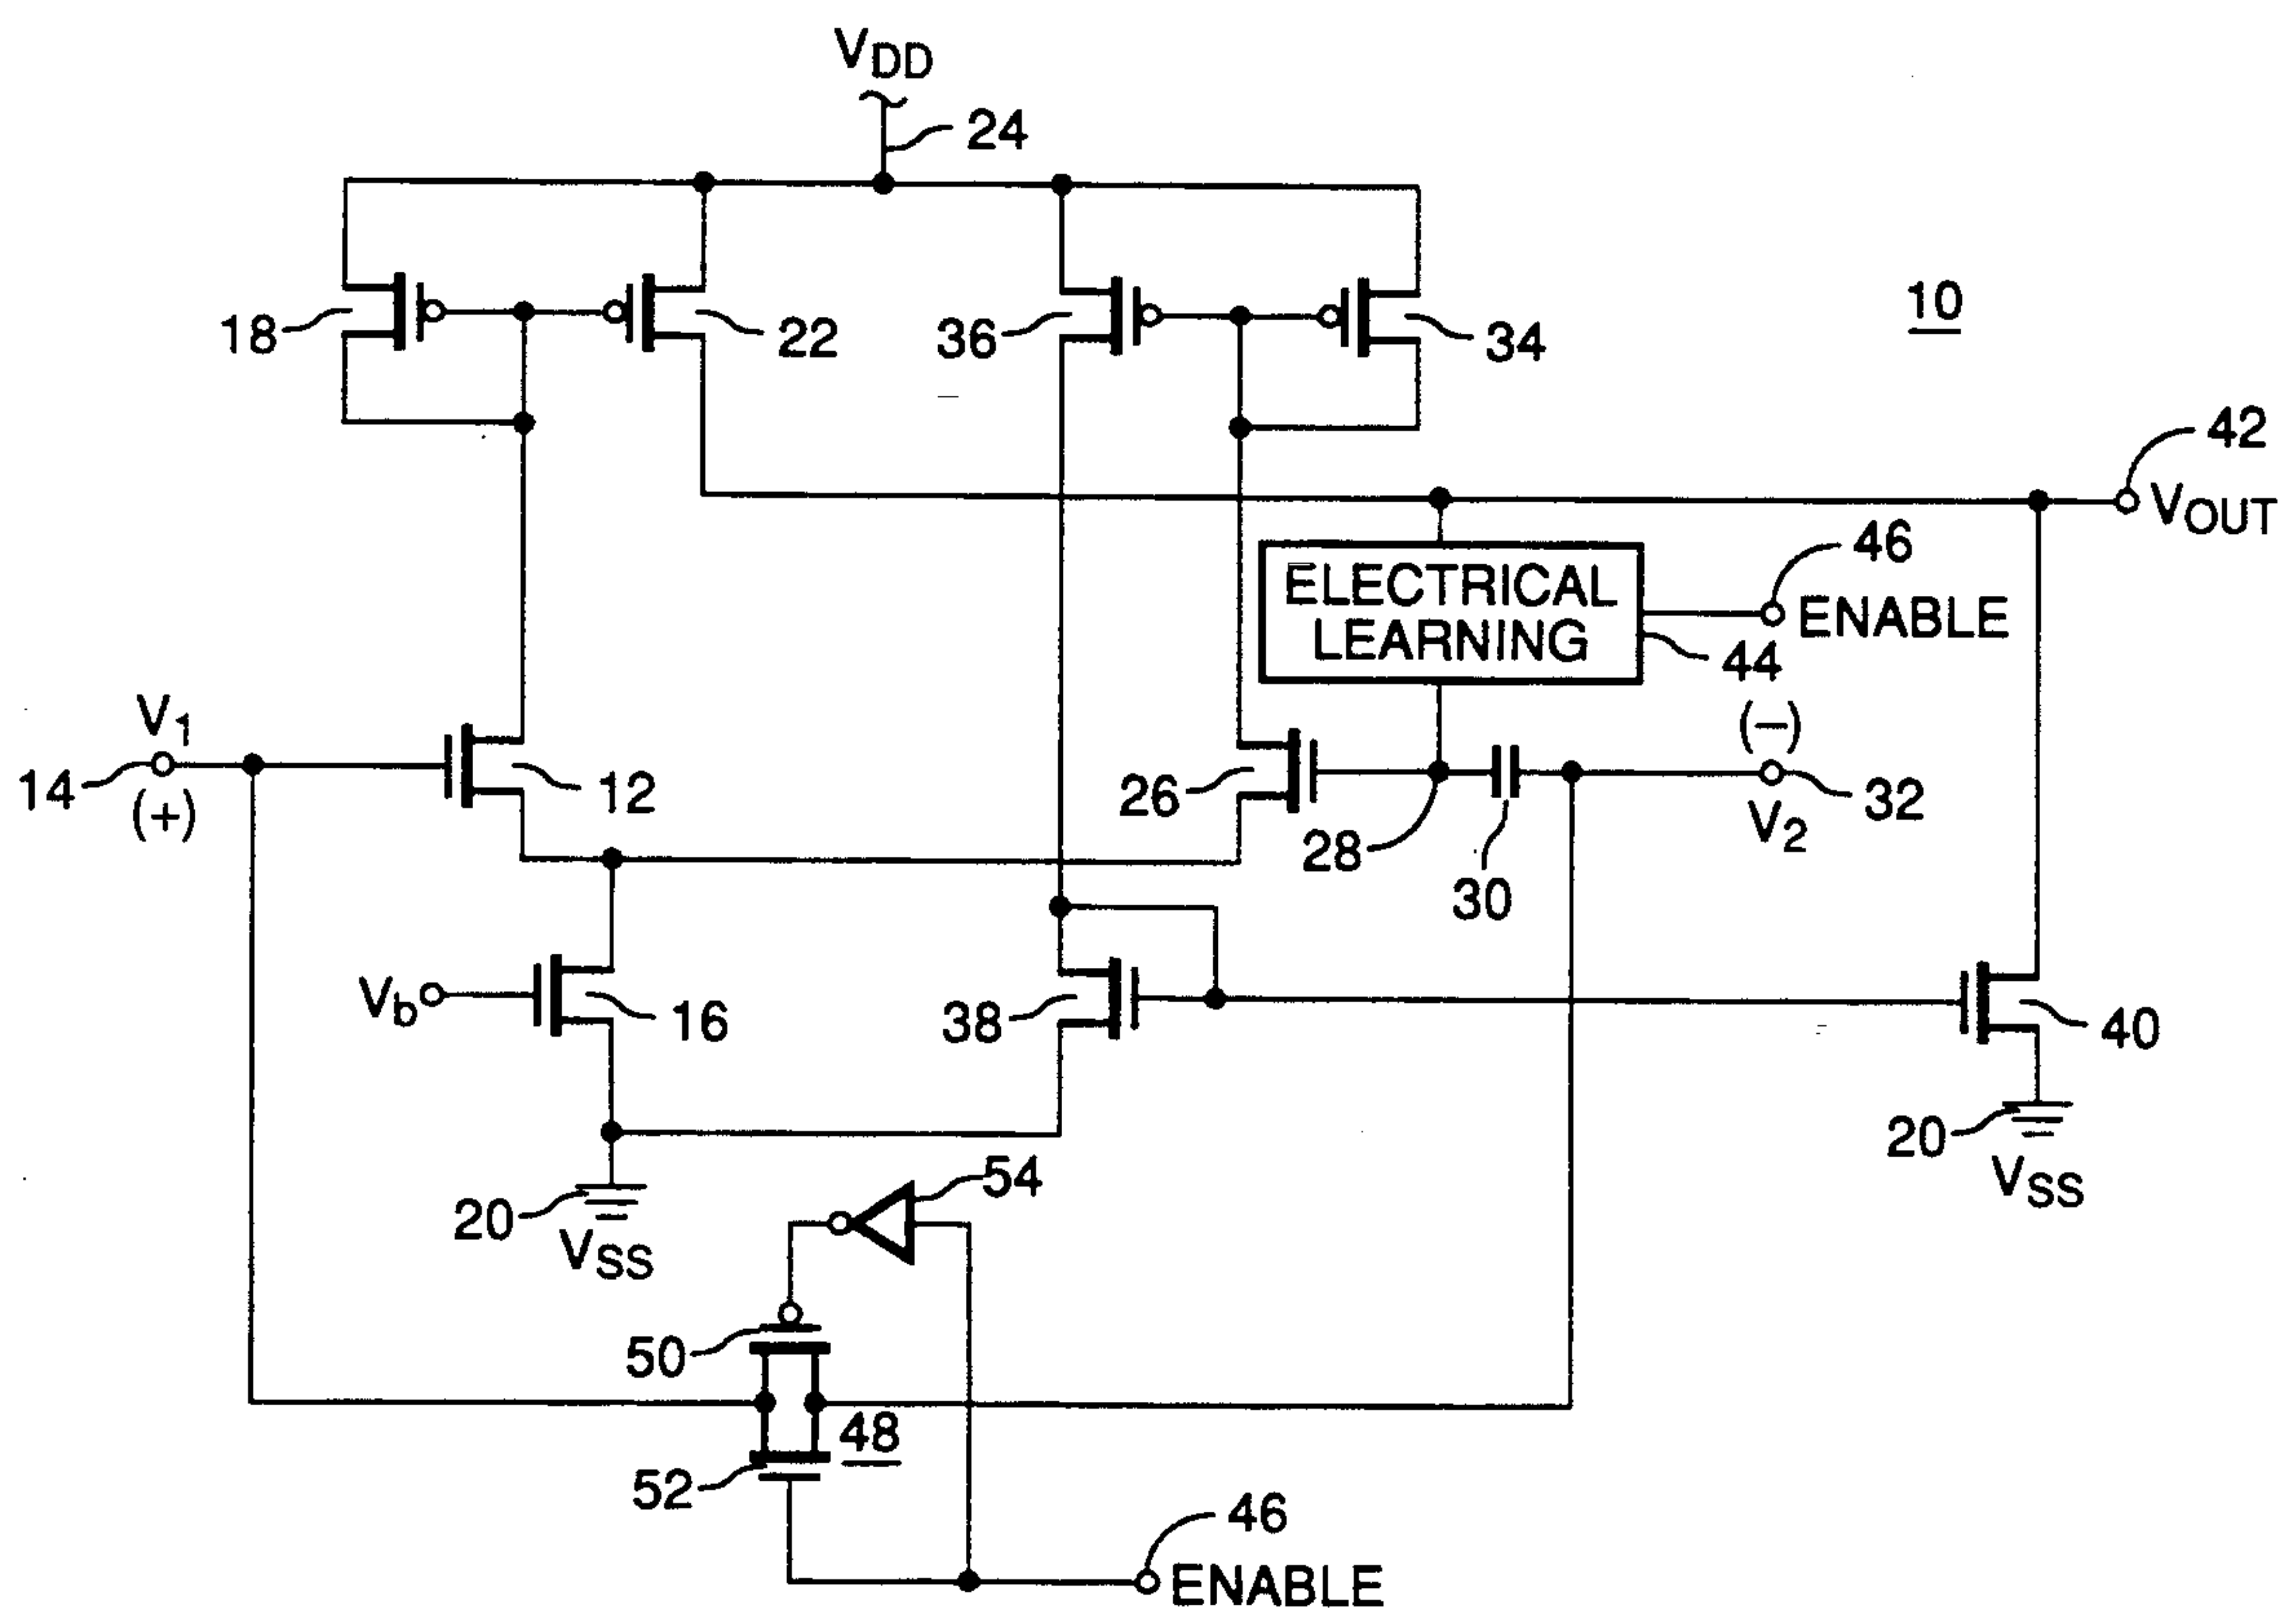 VDD
24
10
18
22
36
34
42
VOUT
46
ENABLE
ELECTRICAL
LEARNING
44
V1
(−)
14
(+)
12
26
28
30
32
V2
Vb
16
38
40
20
VSS
20
VSS
54
50
48
52
46
ENABLE